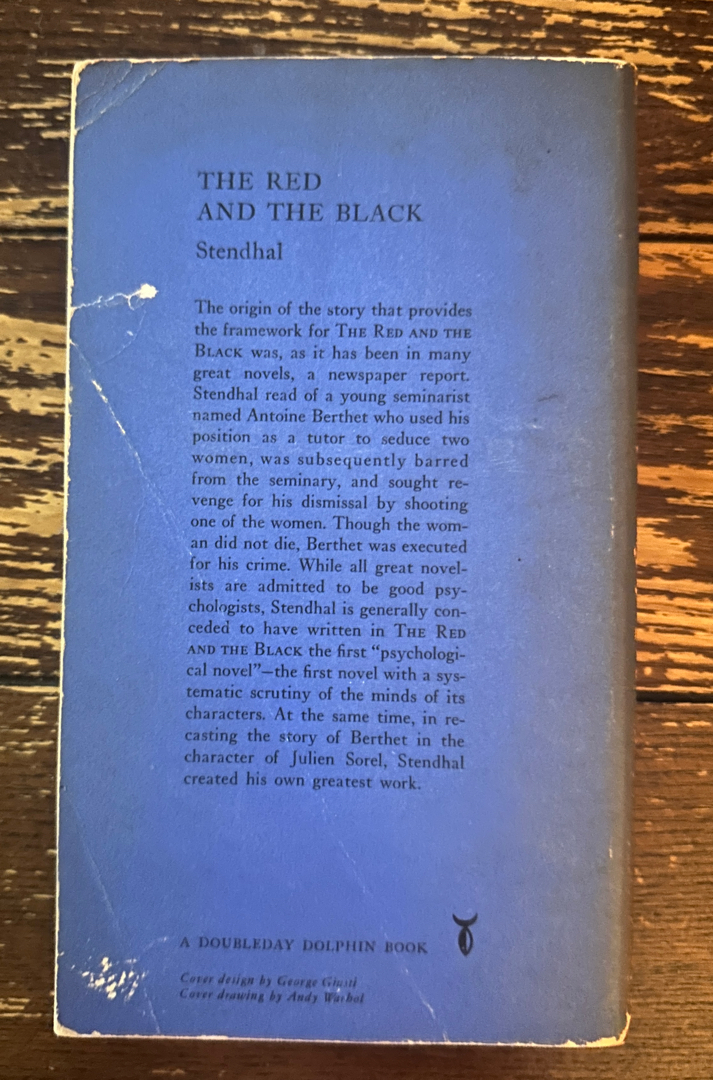 THE RED
AND THE BLACK
Stendhal
The origin of the story that provides
the framework for THE RED AND THE
BLACK was, as it has been in many
great novels, a newspaper report.
Stendhal read of a young seminarist
named Antoine Berthet who used his
position as a tutor to seduce two
women, was subsequently barred
from the seminary, and sought re-
venge for his dismissal by shooting
one of the women. Though the wom-
an did not die, Berthet was executed
for his crime. While all great novel-
ists are admitted to be good psy-
chologists, Stendhal is generally con-
ceded to have written in THE RED
AND THE BLACK the first “psychologi-
cal novel”—the first novel with a sys-
tematic scrutiny of the minds of its
characters. At the same time, in re-
casting the story of Berthet in the
character of Julien Sorel, Stendhal
created his own greatest work.
A DOUBLEDAY DOLPHIN BOOK
Cover design by George Giusti
Cover drawing by Andy Warhol